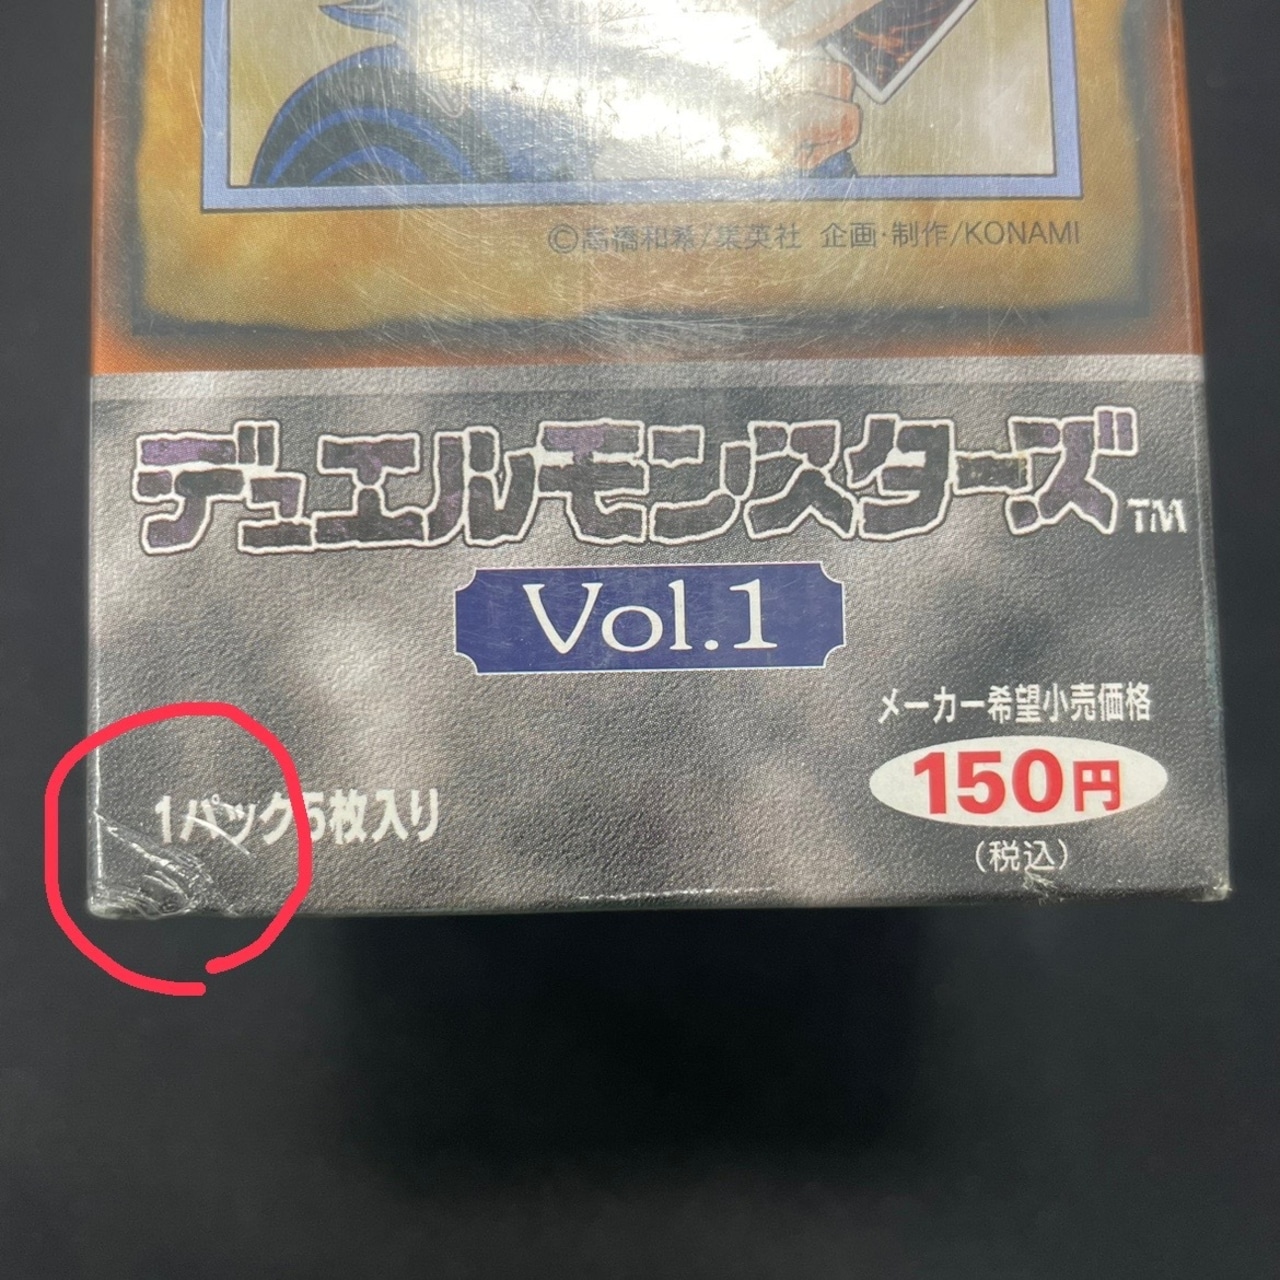 ©高橋和希/集英社 企画・制作/KONAMI
デュエルモンスターズ™
Vol.1
メーカー希望小売価格
150円
1パック5枚入り
(税込)